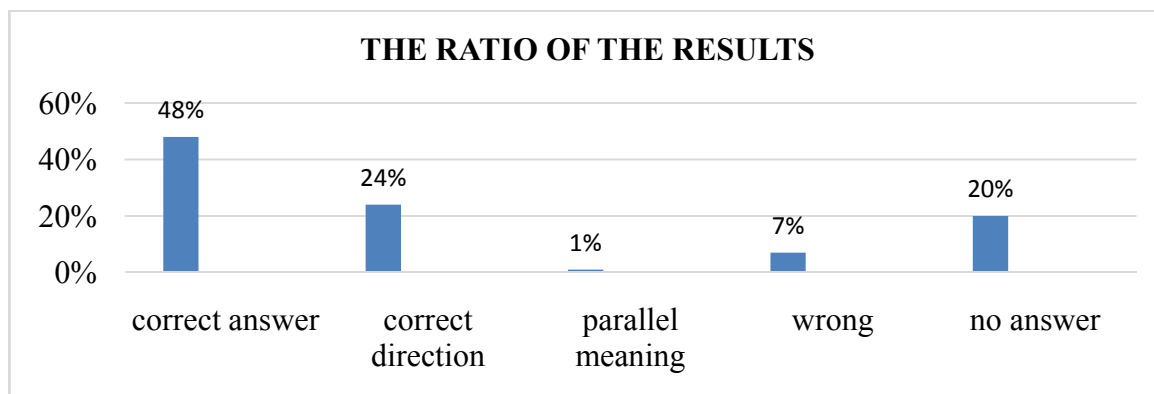 THE RATIO OF THE RESULTS
60%
40%
20%
0%
48%
24%
1%
7%
20%
correct answer
correct
direction
parallel
meaning
wrong
no answer